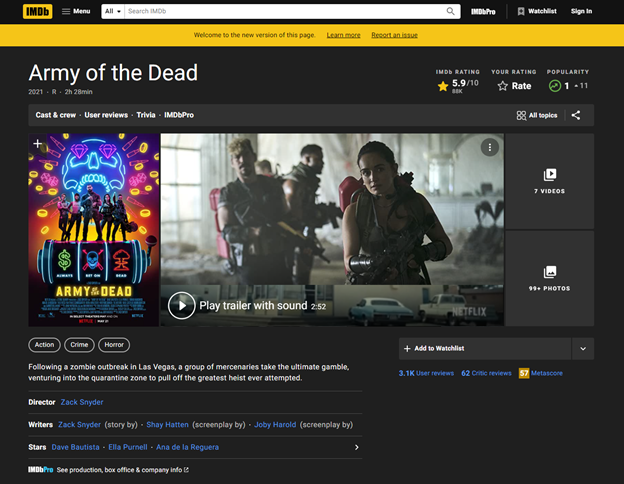 IMDb Menu All Search IMDb IMDbPro Watchlist Sign In
Welcome to the new version of this page. Learn more Report an issue
Army of the Dead
2021 · R · 2h 28min
IMDb RATING YOUR RATING POPULARITY
5.9/10 Rate 1 11
88K
Cast & crew · User reviews · Trivia · IMDbPro All topics
ALWAYS BET ON DEAD
ARMY OF THE DEAD
NETFLIX MAY 21
Play trailer with sound 2:52
NETFLIX
7 VIDEOS
99+ PHOTOS
Action Crime Horror
Following a zombie outbreak in Las Vegas, a group of mercenaries take the ultimate gamble,
venturing into the quarantine zone to pull off the greatest heist ever attempted.
+ Add to Watchlist
3.1K User reviews 62 Critic reviews 57 Metascore
Director Zack Snyder
Writers Zack Snyder (story by) · Shay Hatten (screenplay by) · Joby Harold (screenplay by)
Stars Dave Bautista · Ella Purnell · Ana de la Reguera
IMDbPro See production, box office & company info